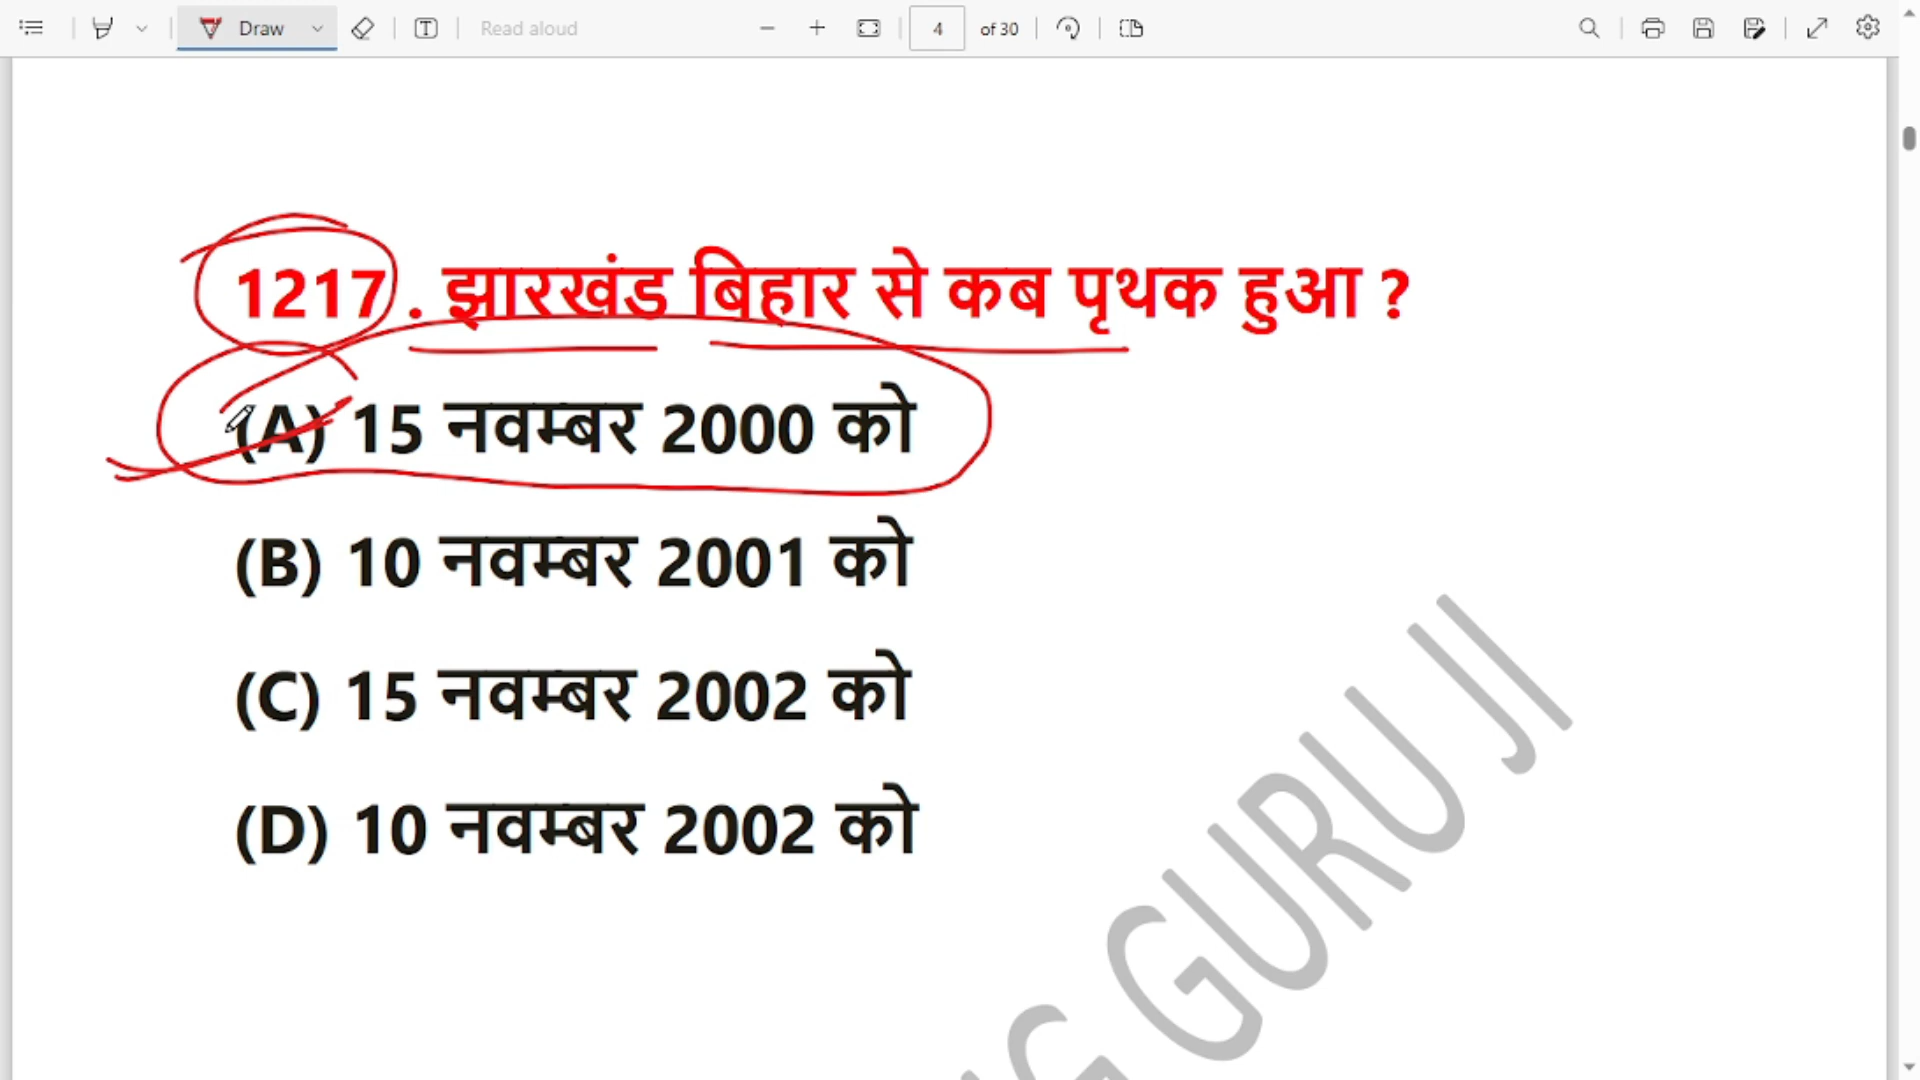 Draw Read aloud 4 of 30
1217 . झारखंड बिहार से कब पृथक हुआ ?
(A) 15 नवम्बर 2000 को
(B) 10 नवम्बर 2001 को
(C) 15 नवम्बर 2002 को
(D) 10 नवम्बर 2002 को
GURU JI